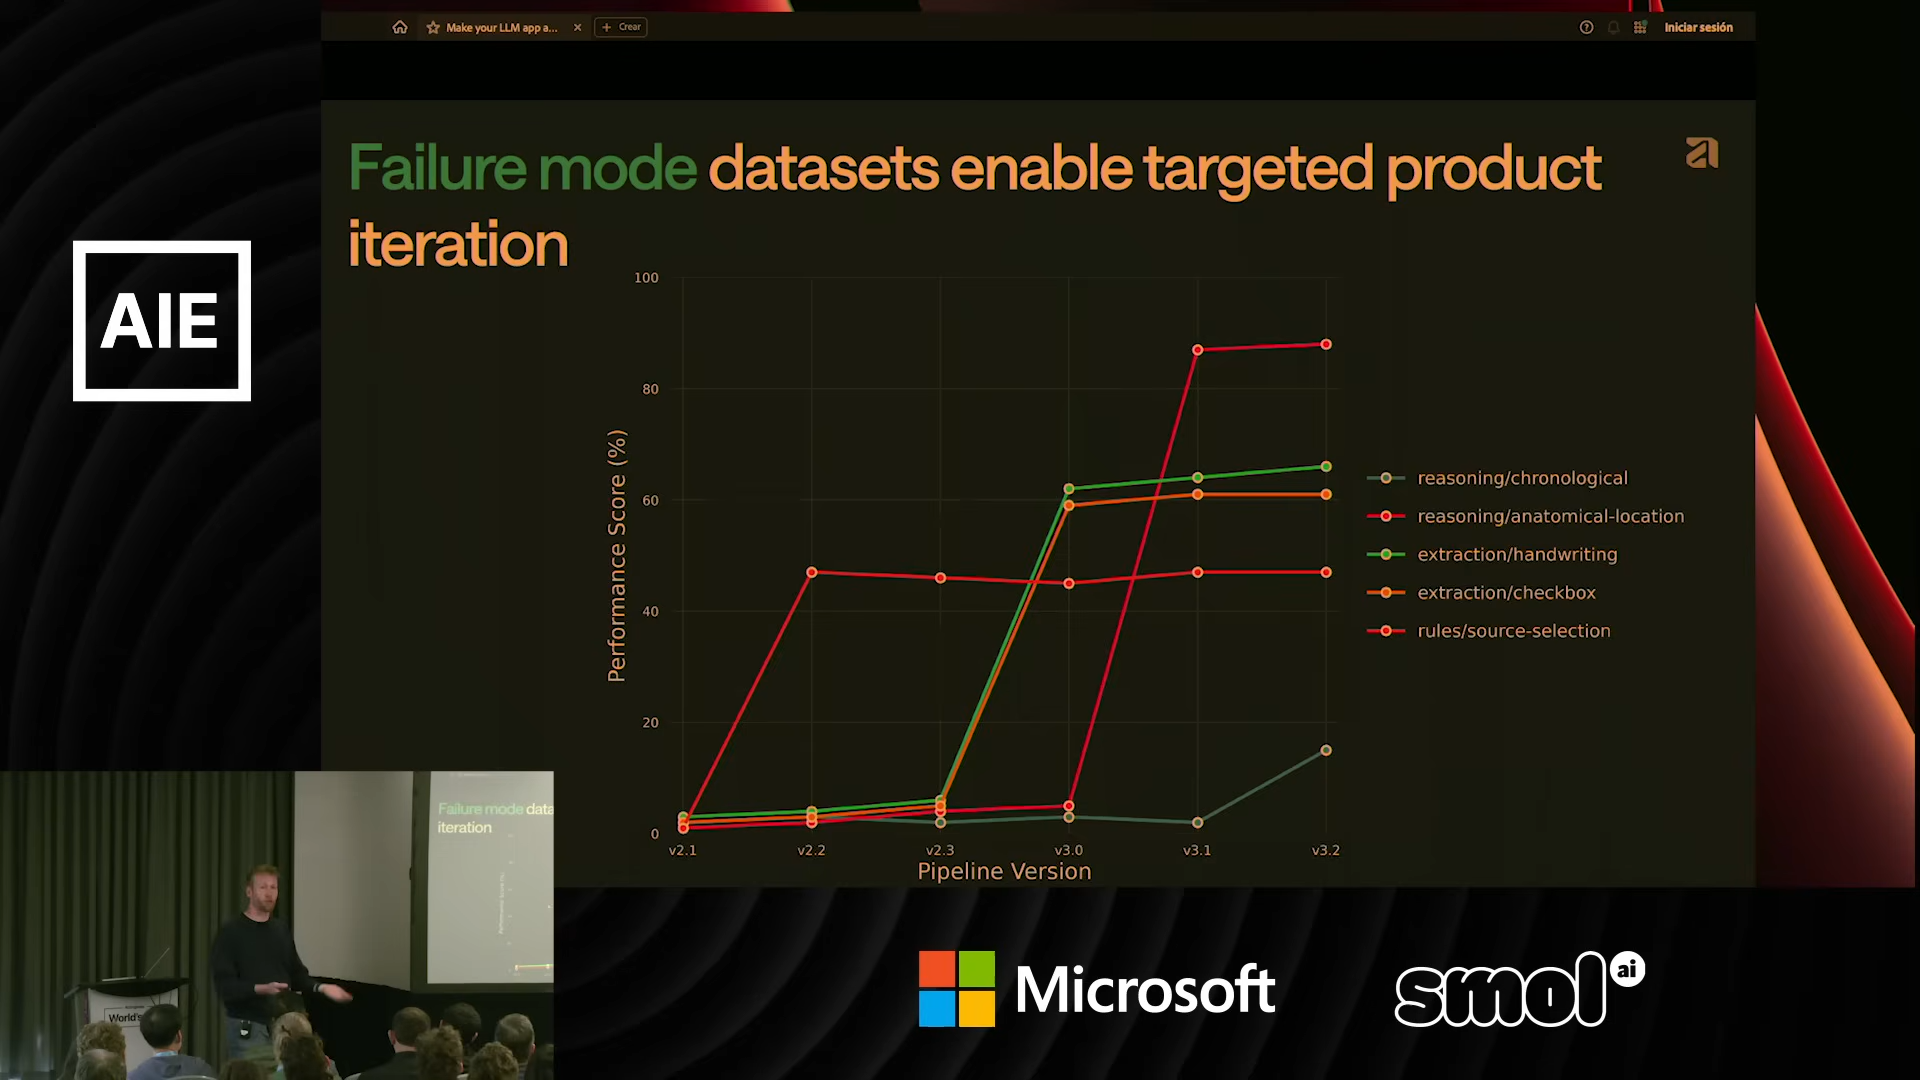 Make your LLM app a...
Crear
Iniciar sesión
Failure mode datasets enable targeted product
iteration
AIE
100
80
60
40
20
0
Performance Score (%)
v2.1
v2.2
v2.3
v3.0
v3.1
v3.2
Pipeline Version
reasoning/chronological
reasoning/anatomical-location
extraction/handwriting
extraction/checkbox
rules/source-selection
Failure mode data
iteration
World's
Microsoft
smol ai